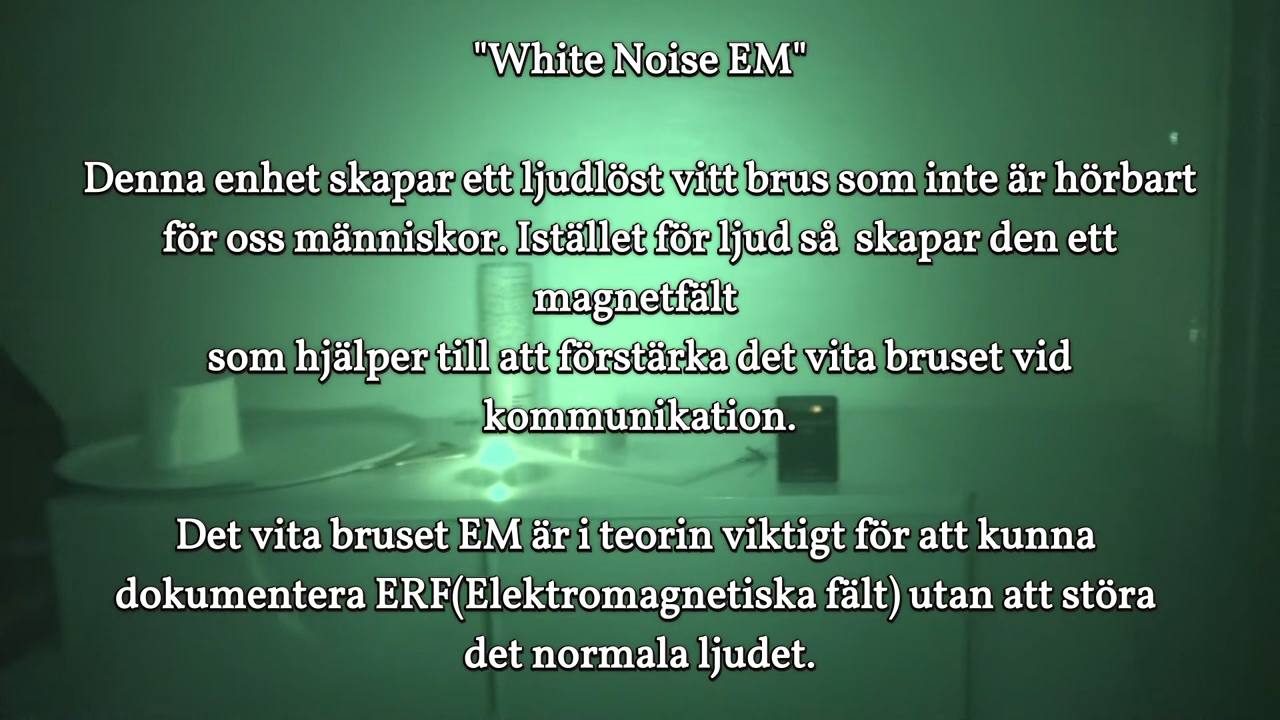 "White Noise EM"
Denna enhet skapar ett ljudlöst vitt brus som inte är hörbart
för oss människor. Istället för ljud så  skapar den ett
magnetfält
som hjälper till att förstärka det vita bruset vid
kommunikation.
Det vita bruset EM är i teorin viktigt för att kunna
dokumentera ERF(Elektromagnetiska fält) utan att störa
det normala ljudet.